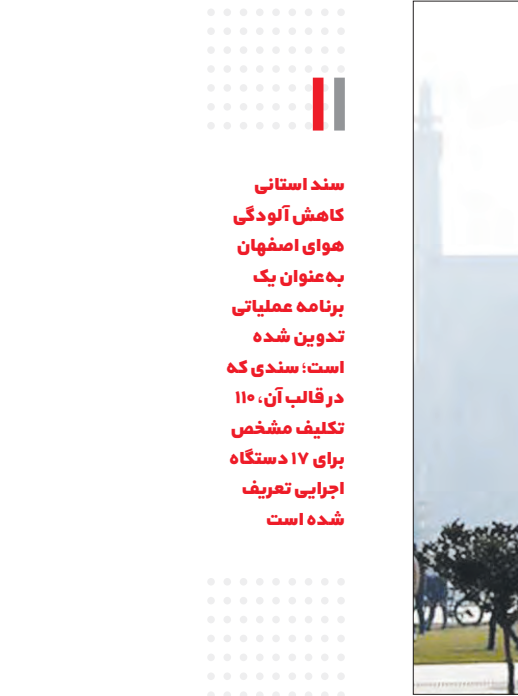 سند استانی
کاهش آلودگی
هوای اصفهان
به‌عنوان یک
برنامه عملیاتی
تدوین شده
است؛ سندی که
در قالب آن، ۱۱۰
تکلیف مشخص
برای ۱۷ دستگاه
اجرایی تعریف
شده است